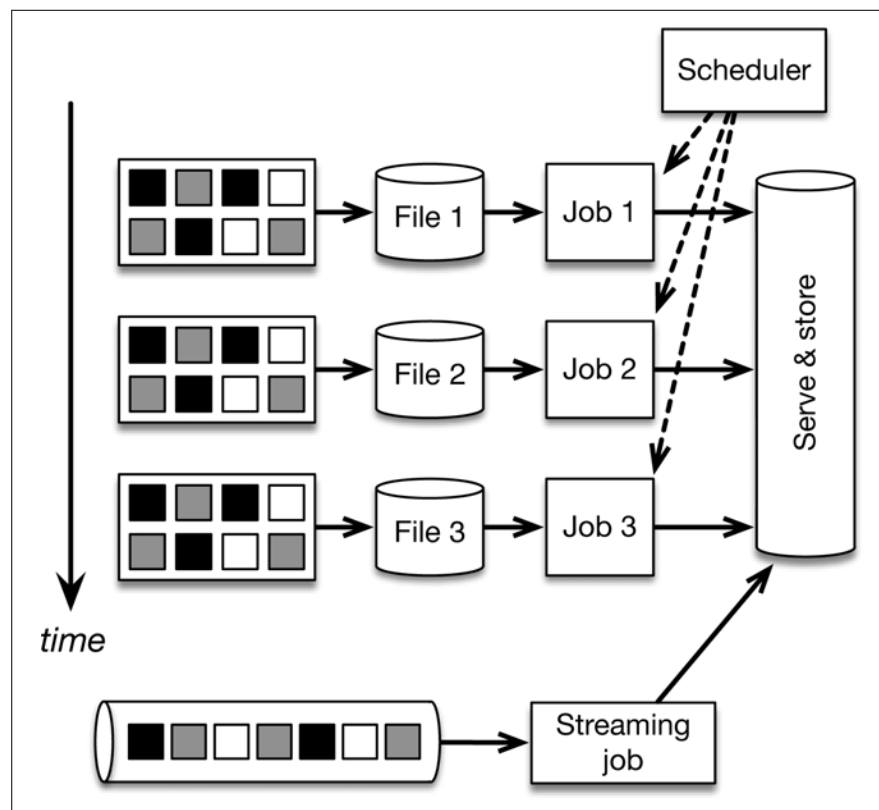 Scheduler
File 1
Job 1
File 2
Job 2
Serve & store
File 3
Job 3
time
Streaming
job